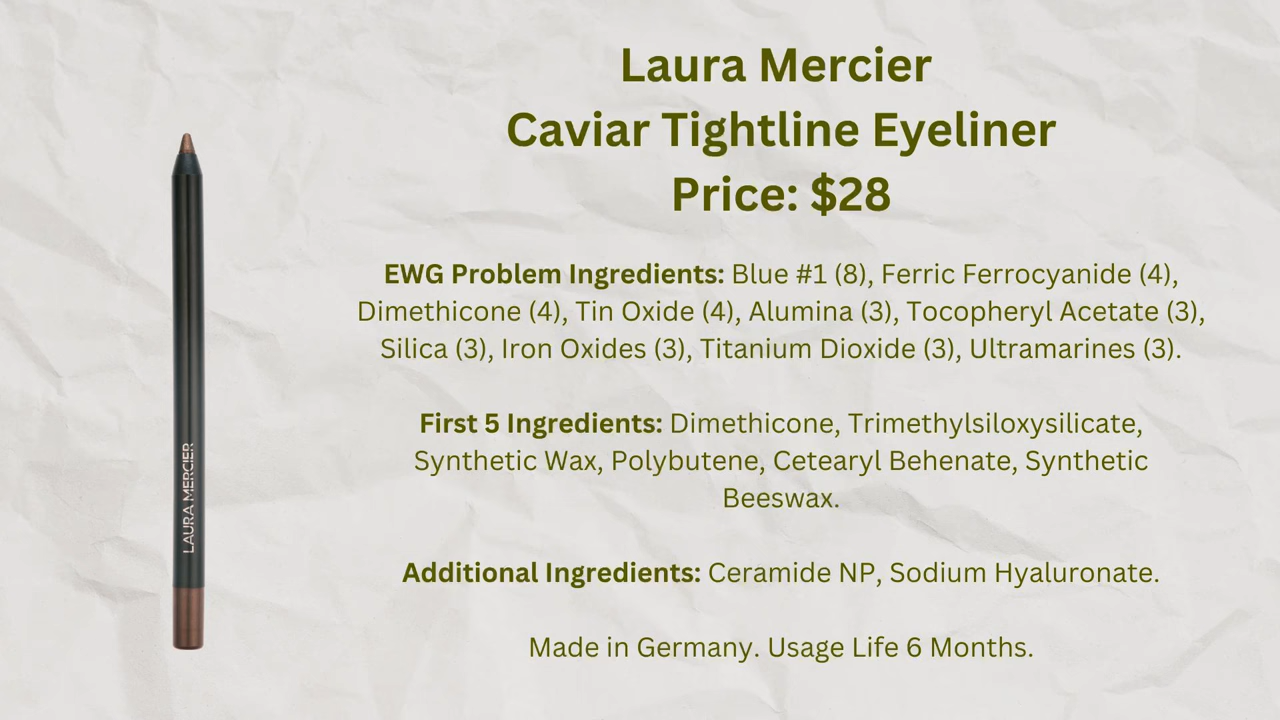 Laura Mercier
Caviar Tightline Eyeliner
Price: $28
EWG Problem Ingredients: Blue #1 (8), Ferric Ferrocyanide (4),
Dimethicone (4), Tin Oxide (4), Alumina (3), Tocopheryl Acetate (3),
Silica (3), Iron Oxides (3), Titanium Dioxide (3), Ultramarines (3).
First 5 Ingredients: Dimethicone, Trimethylsiloxysilicate,
Synthetic Wax, Polybutene, Cetearyl Behenate, Synthetic
Beeswax.
Additional Ingredients: Ceramide NP, Sodium Hyaluronate.
Made in Germany. Usage Life 6 Months.
LAURA MERCIER